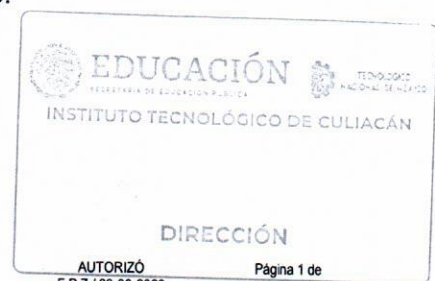 EDUCACIÓN
SECRETARÍA DE EDUCACIÓN PÚBLICA
TECNOLÓGICO
NACIONAL DE MÉXICO
INSTITUTO TECNOLÓGICO DE CULIACÁN
DIRECCIÓN
AUTORIZÓ Página 1 de